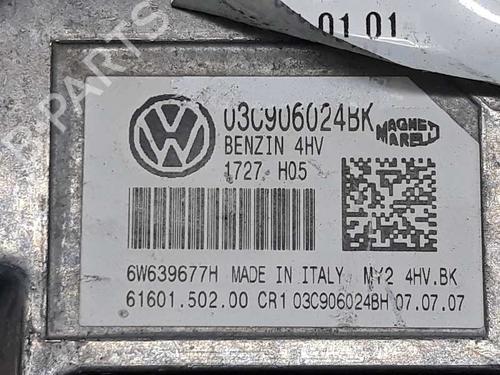 01 01
03C906024BK
BENZIN 4HV
MAGNETI
MARELLI
1727 H05
6W639677H MADE IN ITALY MY2 4HV.BK
61601.502.00 CR1 03C906024BH 07.07.07
PARTS